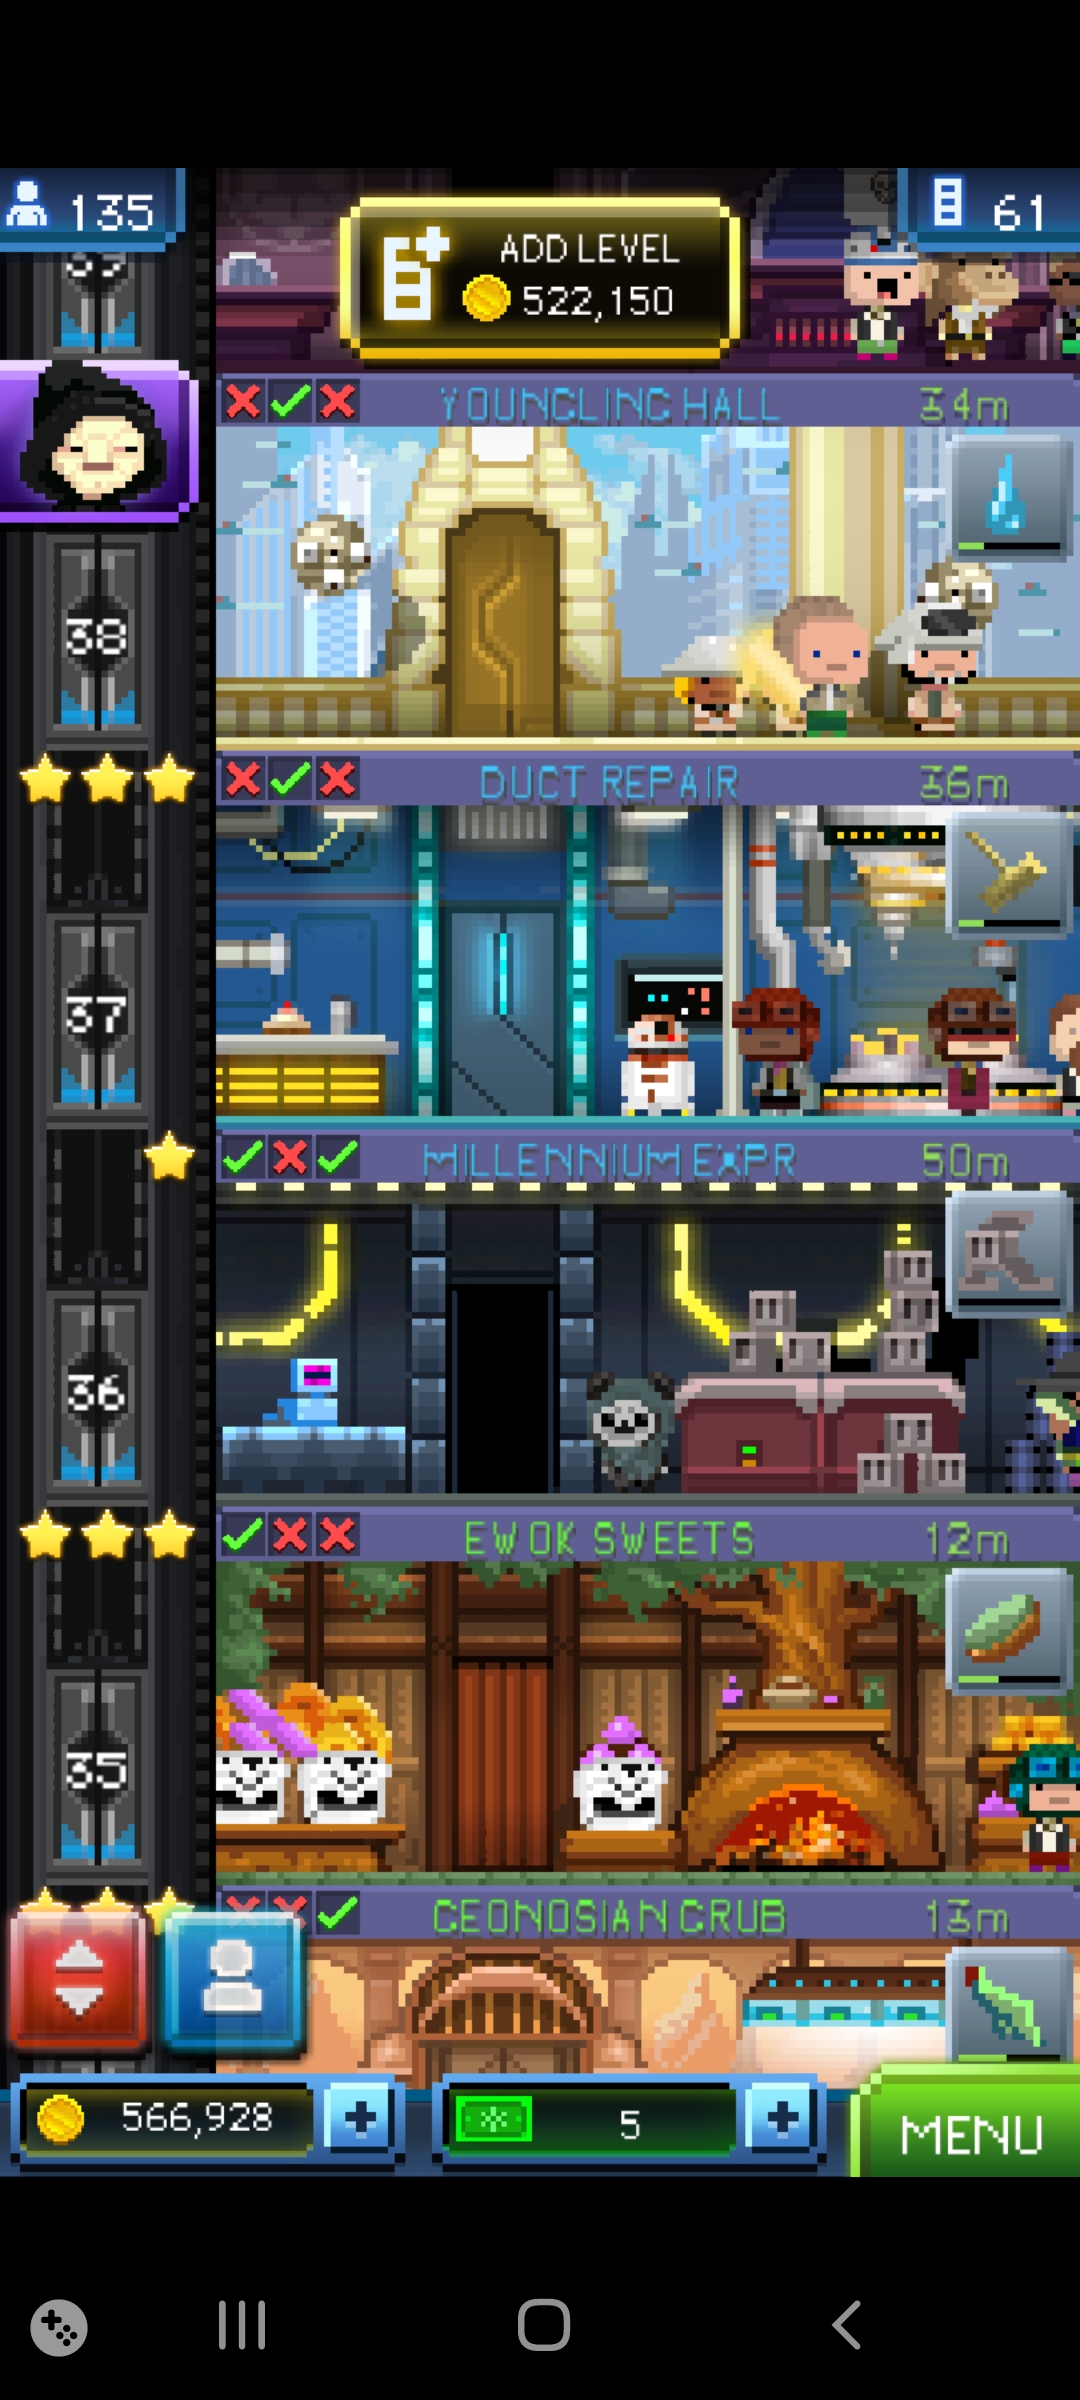 135
ADD LEVEL
522,150
61
39
YOUNGLING HALL 34m
38
DUCT REPAIR 36m
37
MILLENNIUM EXPR 50m
36
EWOK SWEETS 12m
35
GEONOSIAN GRUB 13m
566,928
5
MENU